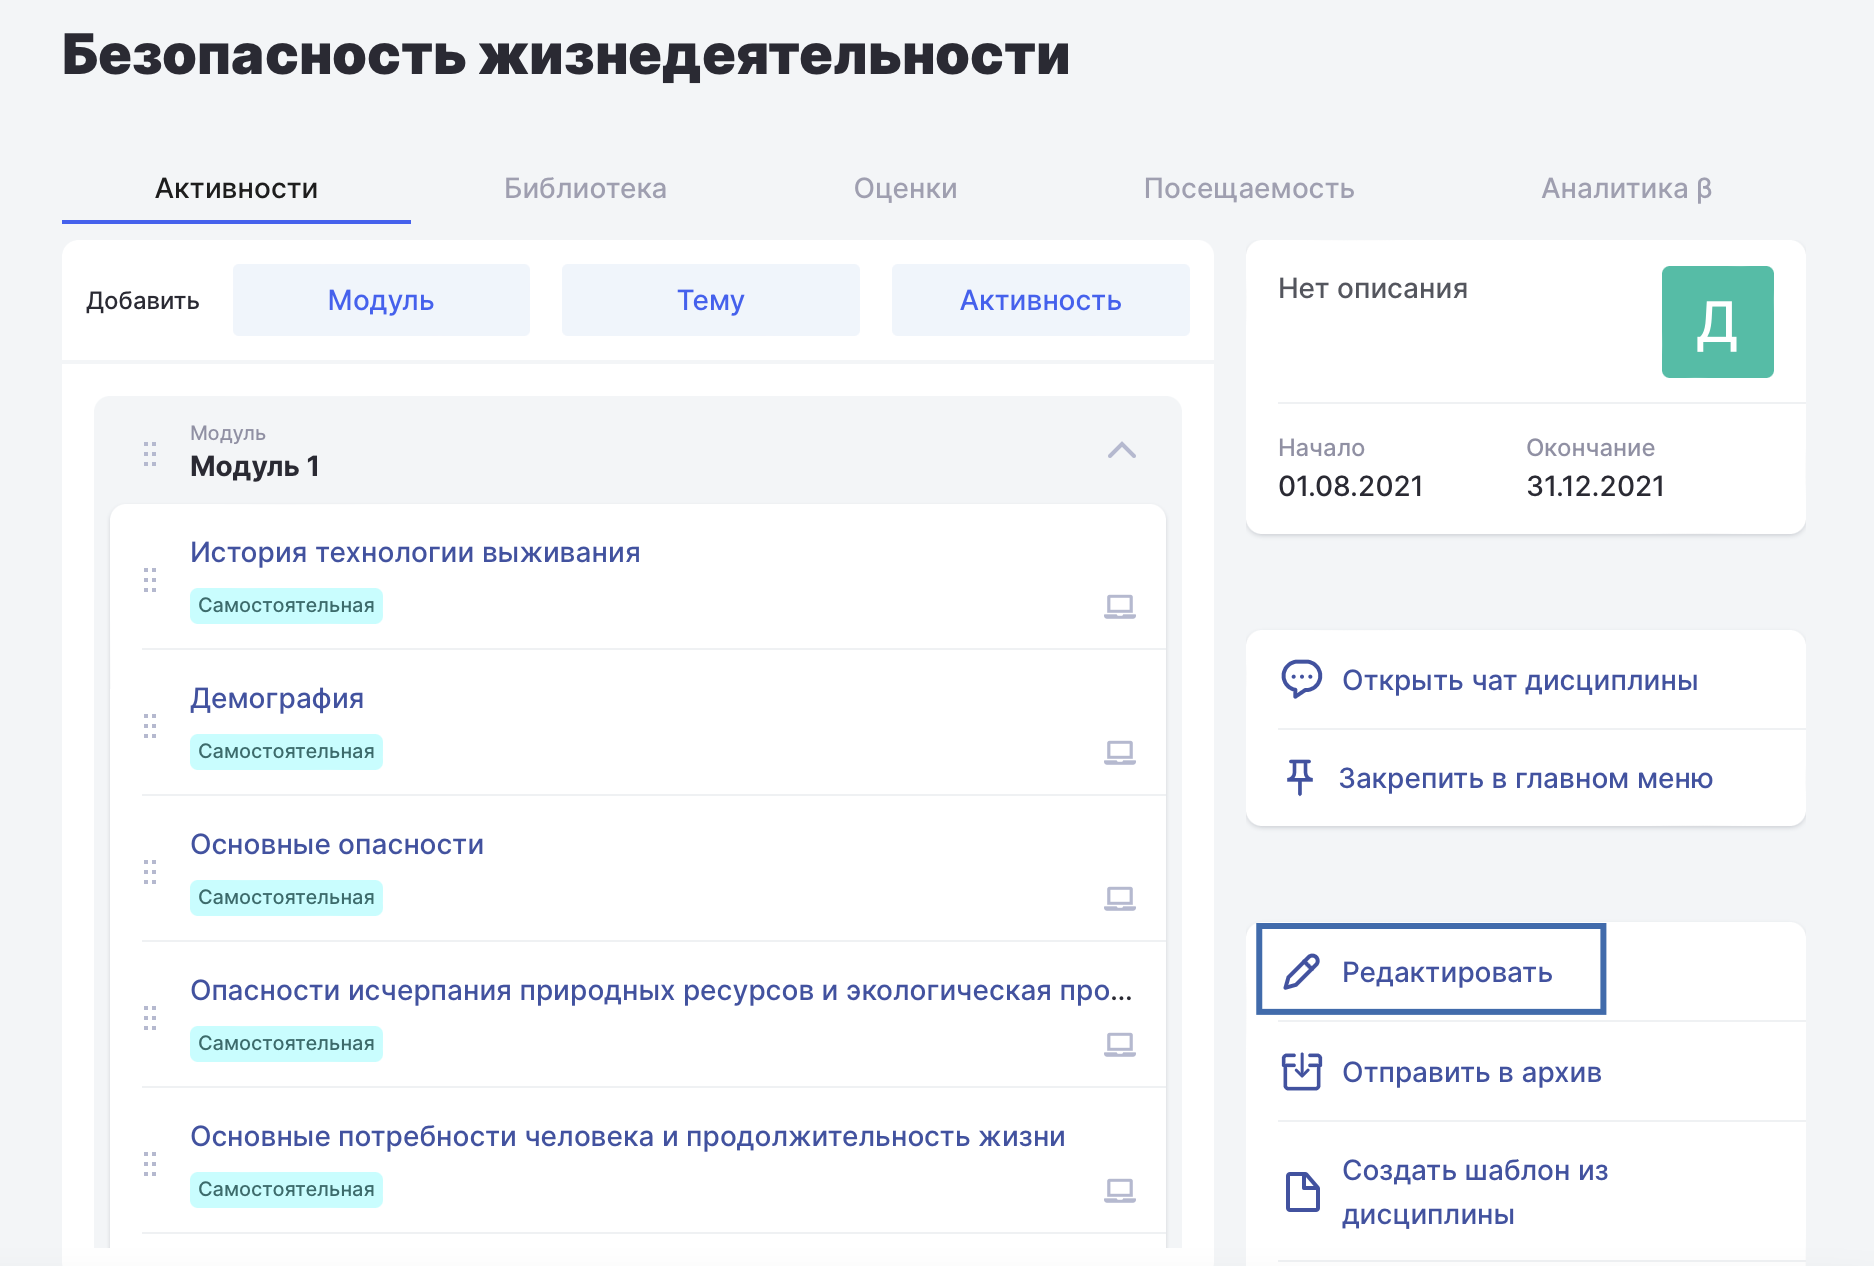 Безопасность жизнедеятельности
Активности
Библиотека
Оценки
Посещаемость
Аналитика β
Добавить
Модуль
Тему
Активность
Модуль
Модуль 1
История технологии выживания
Самостоятельная
Демография
Самостоятельная
Основные опасности
Самостоятельная
Опасности исчерпания природных ресурсов и экологическая про...
Самостоятельная
Основные потребности человека и продолжительность жизни
Самостоятельная
Нет описания
Д
Начало
Окончание
01.08.2021
31.12.2021
Открыть чат дисциплины
Закрепить в главном меню
Редактировать
Отправить в архив
Создать шаблон из
дисциплины